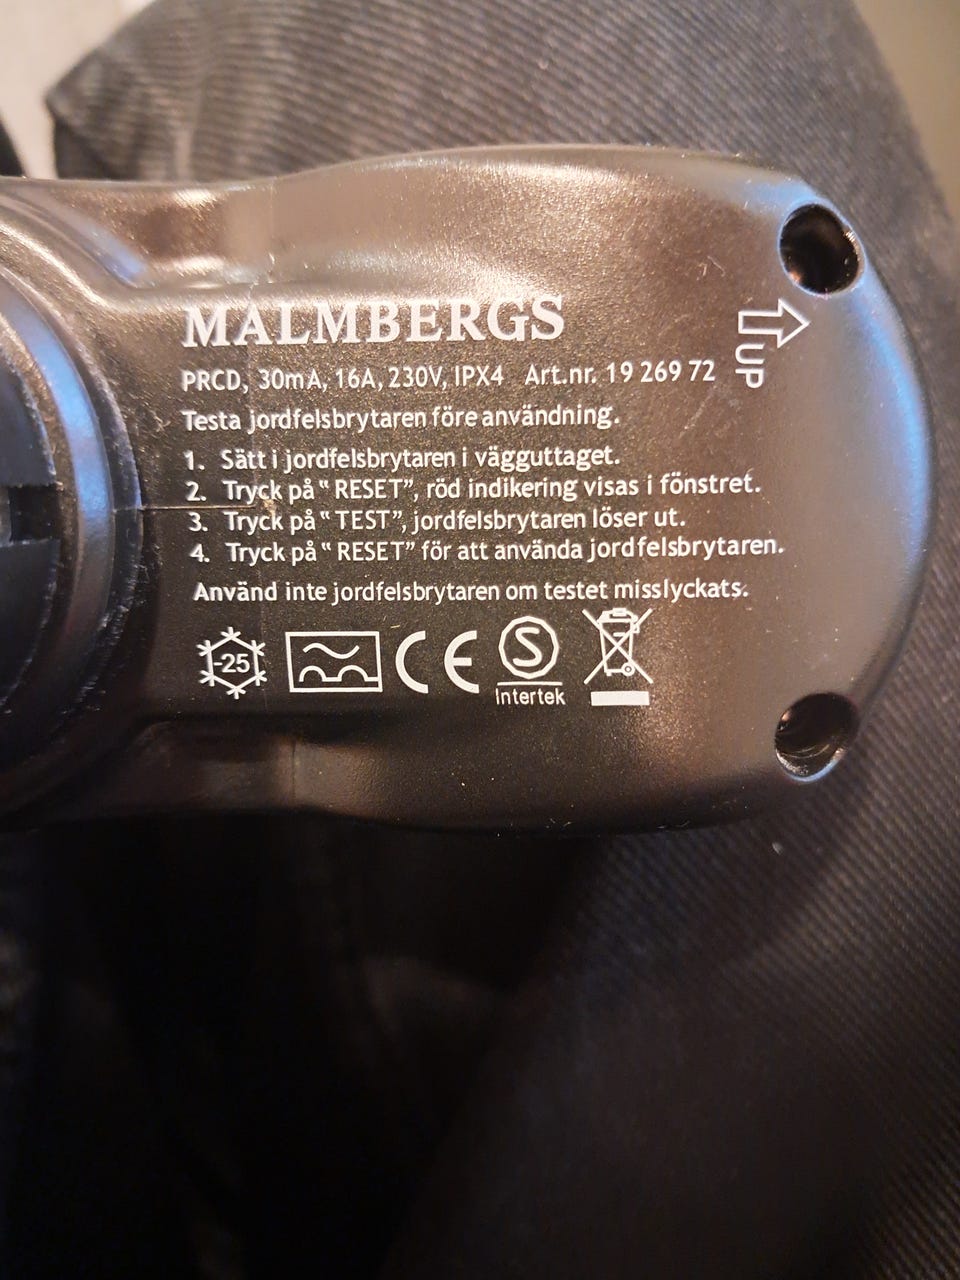 MALMBERGS
PRCD, 30mA, 16A, 230V, IPX4 Art.nr. 19 269 72
UP
Testa jordfelsbrytaren före användning.
1. Sätt i jordfelsbrytaren i vägguttaget.
2. Tryck på “ RESET”, röd indikering visas i fönstret.
3. Tryck på “ TEST”, jordfelsbrytaren löser ut.
4. Tryck på “ RESET” för att använda jordfelsbrytaren.
Använd inte jordfelsbrytaren om testet misslyckats.
-25 CE S
Intertek